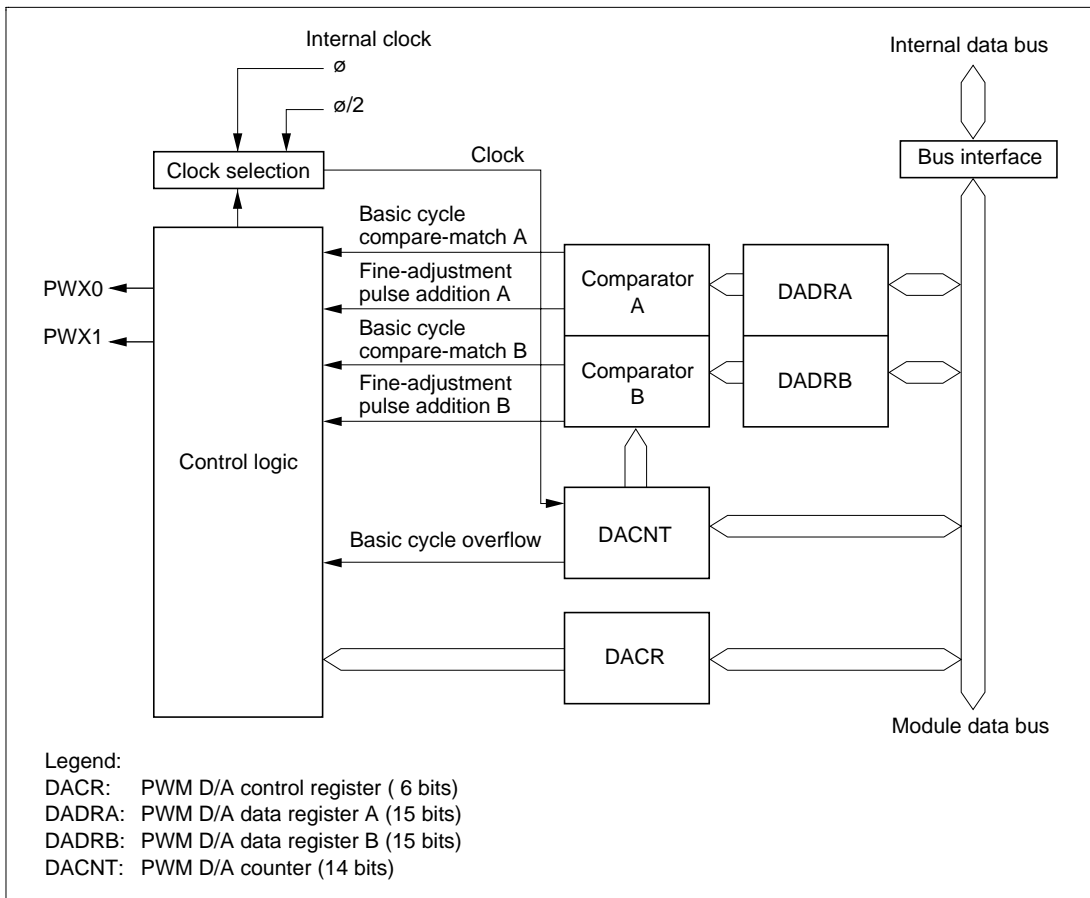 Internal clock
ø
ø/2
Internal data bus
Clock selection
Clock
Bus interface
Basic cycle
compare-match A
Fine-adjustment
pulse addition A
Basic cycle
compare-match B
Fine-adjustment
pulse addition B
PWX0
PWX1
Comparator
A
DADRA
Comparator
B
DADRB
Control logic
Basic cycle overflow
DACNT
DACR
Module data bus
Legend:
DACR: PWM D/A control register ( 6 bits)
DADRA: PWM D/A data register A (15 bits)
DADRB: PWM D/A data register B (15 bits)
DACNT: PWM D/A counter (14 bits)